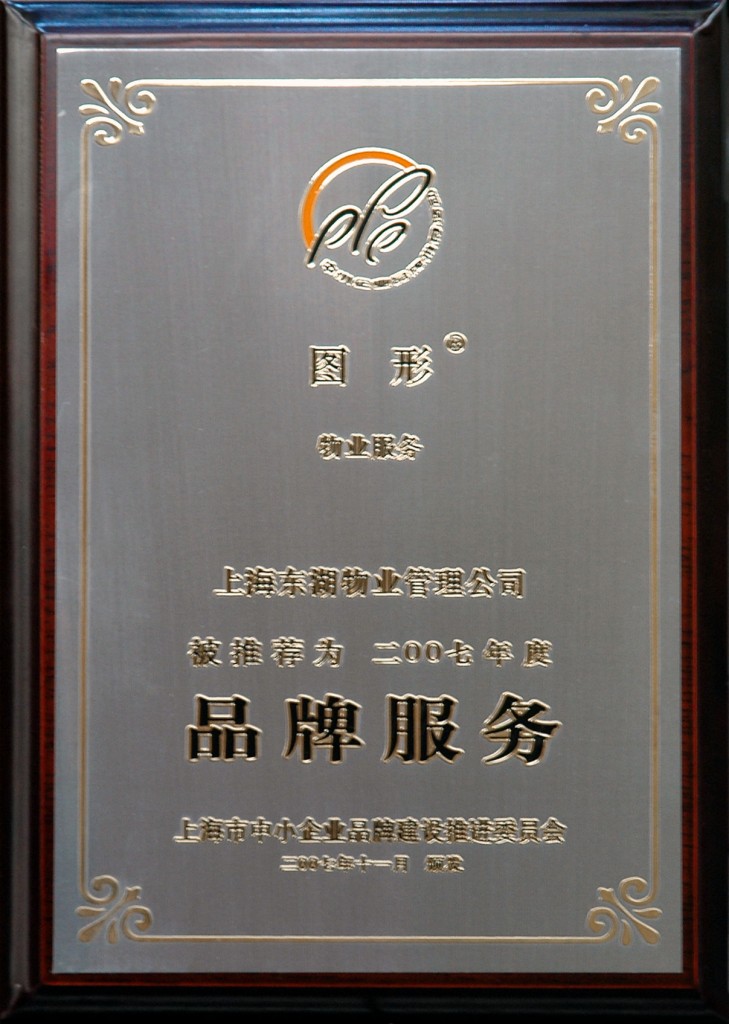 图形®
物业服务
上海东湖物业管理公司
被推荐为 二00七年度
品牌服务
上海市中小企业品牌建设推进委员会
二00七年十一月 颁发